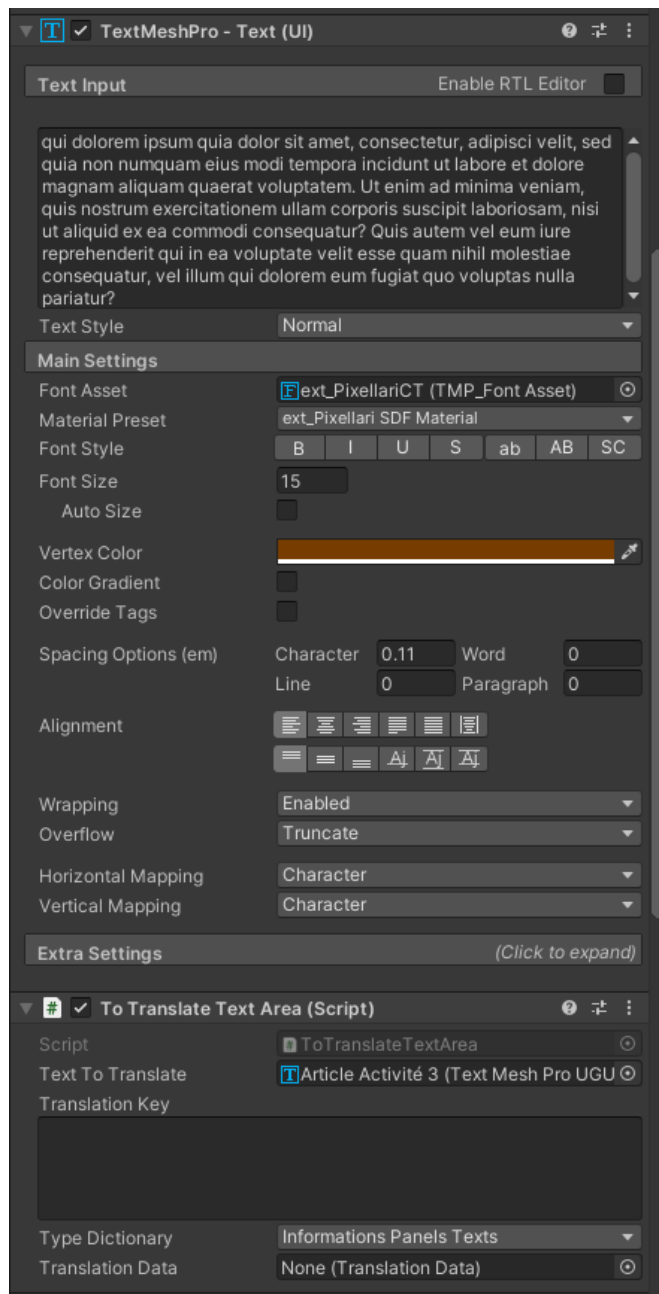 TextMeshPro - Text (UI)
Text Input Enable RTL Editor
qui dolorem ipsum quia dolor sit amet, consectetur, adipisci velit, sed
quia non numquam eius modi tempora incidunt ut labore et dolore
magnam aliquam quaerat voluptatem. Ut enim ad minima veniam,
quis nostrum exercitationem ullam corporis suscipit laboriosam, nisi
ut aliquid ex ea commodi consequatur? Quis autem vel eum iure
reprehenderit qui in ea voluptate velit esse quam nihil molestiae
consequatur, vel illum qui dolorem eum fugiat quo voluptas nulla
pariatur?
Text Style Normal
Main Settings
Font Asset ext_PixellariCT (TMP_Font Asset)
Material Preset ext_Pixellari SDF Material
Font Style B I U S ab AB SC
Font Size 15
Auto Size
Vertex Color
Color Gradient
Override Tags
Spacing Options (em) Character 0.11 Word 0
Line 0 Paragraph 0
Alignment
Wrapping Enabled
Overflow Truncate
Horizontal Mapping Character
Vertical Mapping Character
Extra Settings (Click to expand)
# To Translate Text Area (Script)
Script ToTranslateTextArea
Text To Translate Article Activité 3 (Text Mesh Pro UGU
Translation Key
Type Dictionary Informations Panels Texts
Translation Data None (Translation Data)